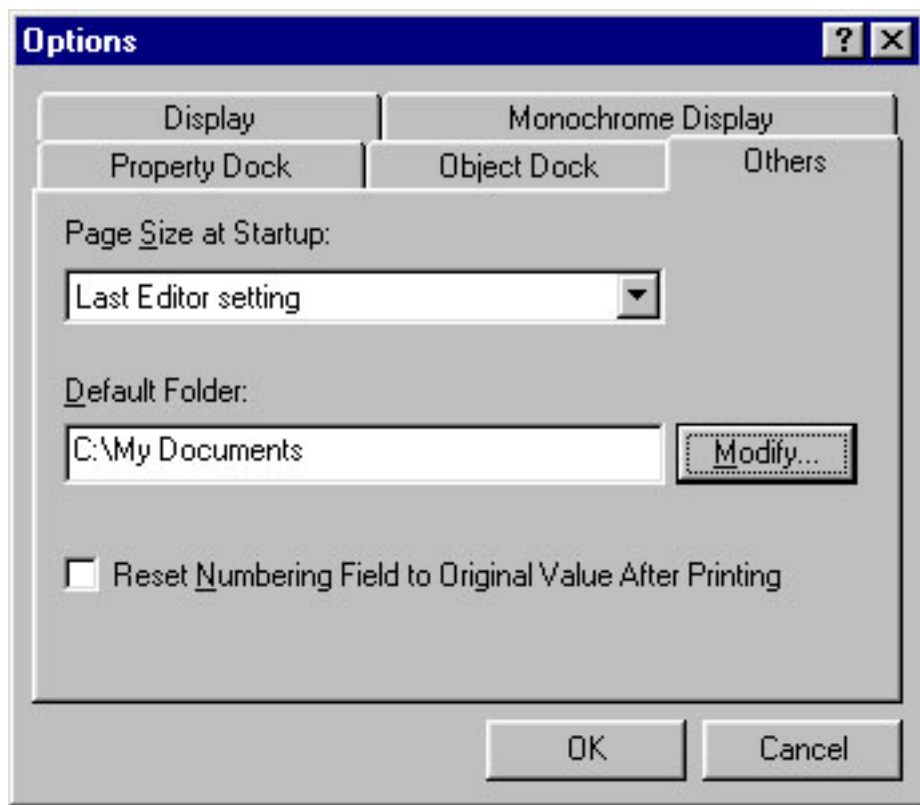 Options
Display Monochrome Display
Property Dock Object Dock Others
Page Size at Startup:
Last Editor setting
Default Folder:
C:\My Documents Modify...
Reset Numbering Field to Original Value After Printing
OK Cancel